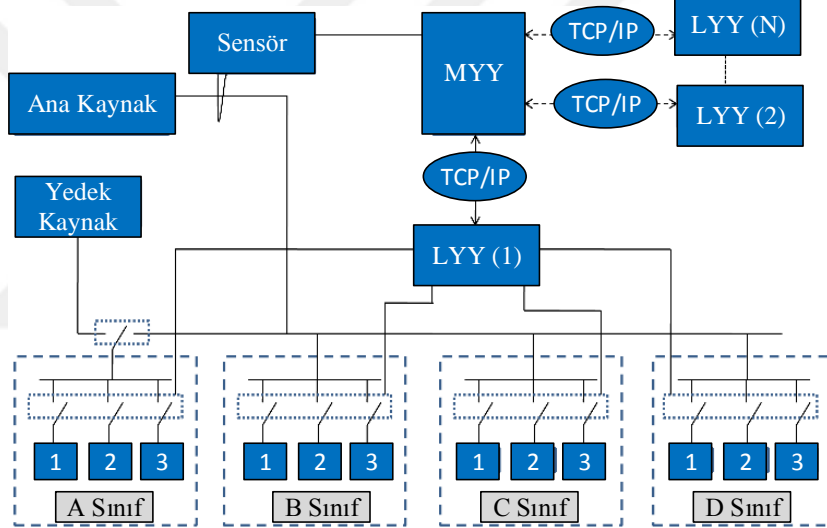 Sensör
MYY
TCP/IP
LYY (N)
Ana Kaynak
TCP/IP
LYY (2)
TCP/IP
Yedek
Kaynak
LYY (1)
1 2 3
1 2 3
1 2 3
1 2 3
A Sınıf
B Sınıf
C Sınıf
D Sınıf